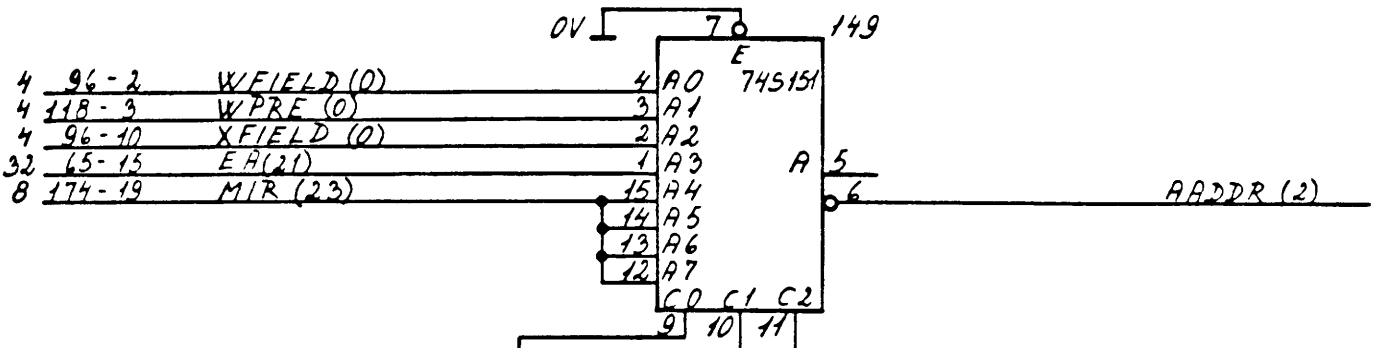 0V 7 149
E
4 96-2 WFIELD (0) 4 A0 74S151
4 118-3 WPRE (0) 3 A1
4 96-10 XFIELD (0) 2 A2
32 65-15 EA(21) 1 A3 A 5
8 174-19 MIR (23) 15 A4 6 AADDR (2)
14 A5
13 A6
12 A7
C0 C1 C2
9 10 11